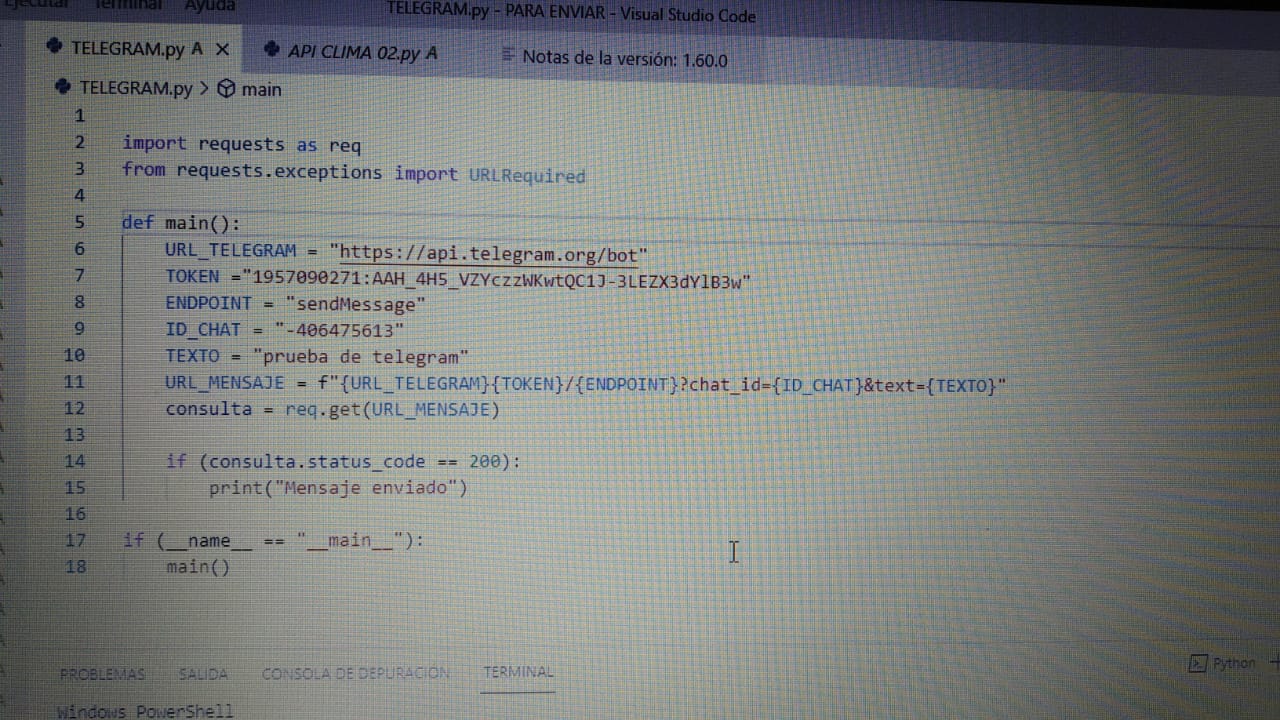 Ejecutar Terminal Ayuda TELEGRAM.py - PARA ENVIAR - Visual Studio Code
TELEGRAM.py A × API CLIMA 02.py A Notas de la versión: 1.60.0
TELEGRAM.py > main
1
2 import requests as req
3 from requests.exceptions import URLRequired
4
5 def main():
6 URL_TELEGRAM = "https://api.telegram.org/bot"
7 TOKEN ="1957090271:AAH_4H5_VZYczzWKwtQC1J-3LEZX3dYlB3w"
8 ENDPOINT = "sendMessage"
9 ID_CHAT = "-406475613"
10 TEXTO = "prueba de telegram"
11 URL_MENSAJE = f"{URL_TELEGRAM}{TOKEN}/{ENDPOINT}?chat_id={ID_CHAT}&text={TEXTO}"
12 consulta = req.get(URL_MENSAJE)
13
14 if (consulta.status_code == 200):
15 print("Mensaje enviado")
16
17 if (__name__ == "__main__"):
18 main()
PROBLEMAS SALIDA CONSOLA DE DEPURACIÓN TERMINAL Python +
Windows PowerShell